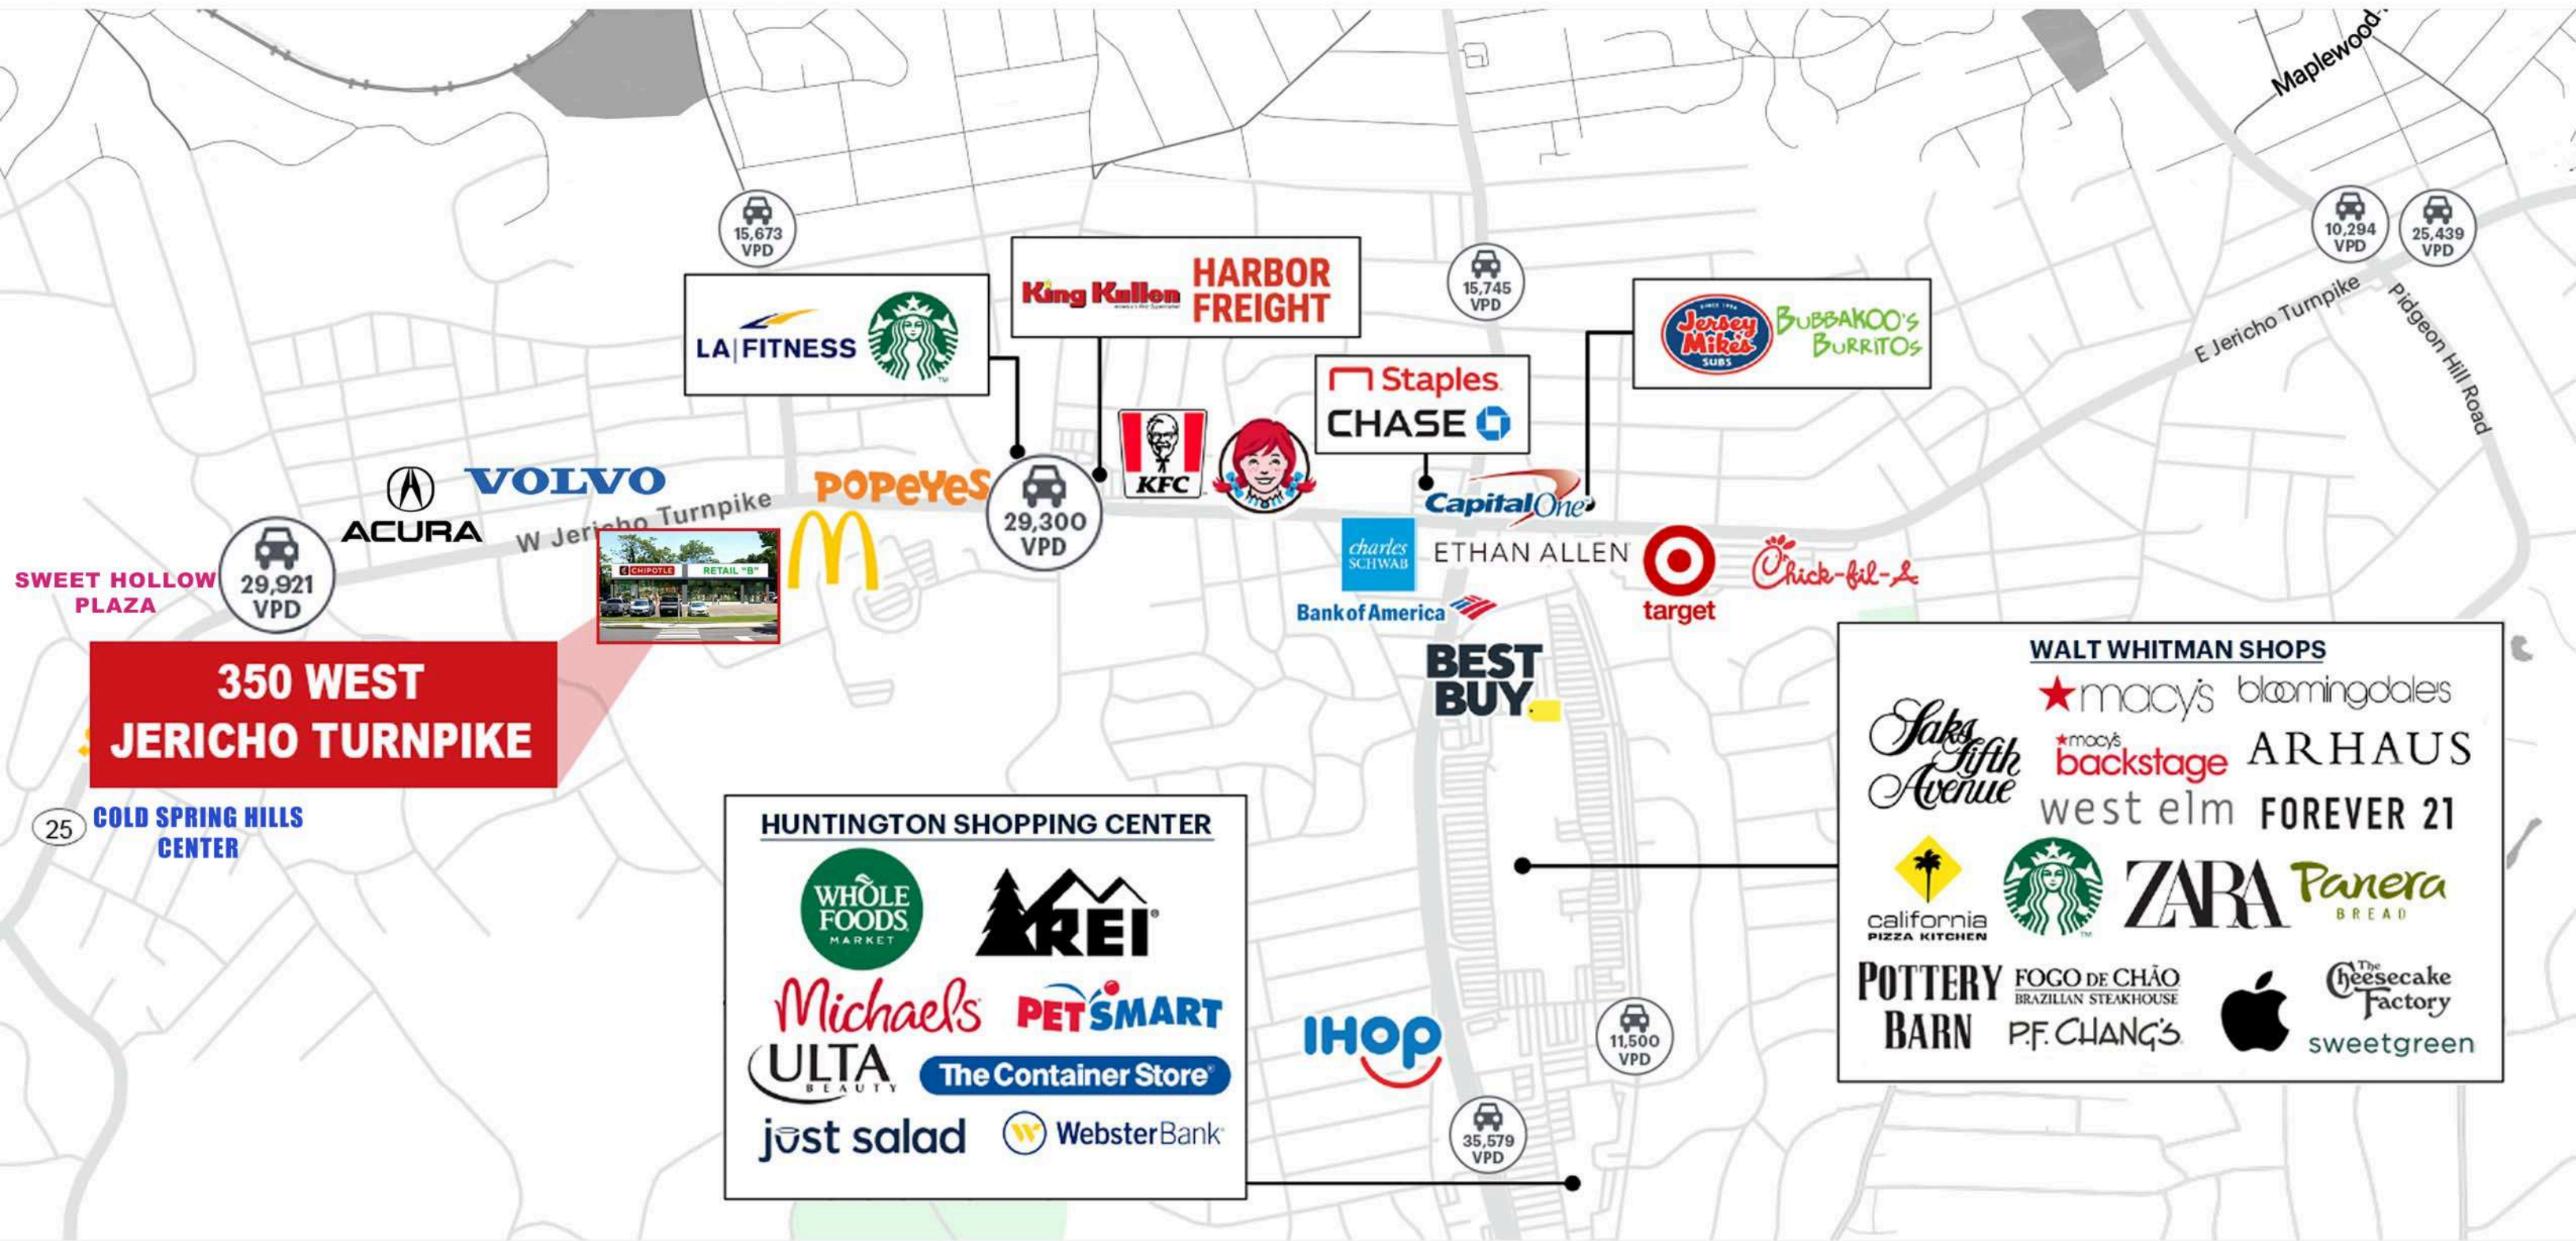 Maplewood
15,673
VPD
10,294
VPD
25,439
VPD
15,745
VPD
LA FITNESS
King Kullen
HARBOR
FREIGHT
Jersey
Mike's
SUBS
BUBBAKOO'S
BURRITOS
E Jericho Turnpike
Pidgeon Hill Road
Staples
CHASE
KFC
ACURA
VOLVO
W Jericho Turnpike
POPEYES
29,300
VPD
Capital One
charles
SCHWAB
ETHAN ALLEN
Bank of America
target
Chick-fil-A
BEST
BUY
SWEET HOLLOW
PLAZA
29,921
VPD
CHIPOTLE
RETAIL "B"
350 WEST
JERICHO TURNPIKE
25
COLD SPRING HILLS
CENTER
HUNTINGTON SHOPPING CENTER
WHOLE
FOODS
MARKET
REI
Michaels
PETSMART
ULTA
BEAUTY
The Container Store
just salad
WebsterBank
IHOP
11,500
VPD
35,579
VPD
WALT WHITMAN SHOPS
Saks
Fifth
Avenue
macy's
bloomingdale's
macy's
backstage
ARHAUS
west elm
FOREVER 21
california
PIZZA KITCHEN
ZARA
Panera
BREAD
POTTERY
BARN
FOGO DE CHÃO
BRAZILIAN STEAKHOUSE
P.F. CHANG'S
The
Cheesecake
Factory
sweetgreen